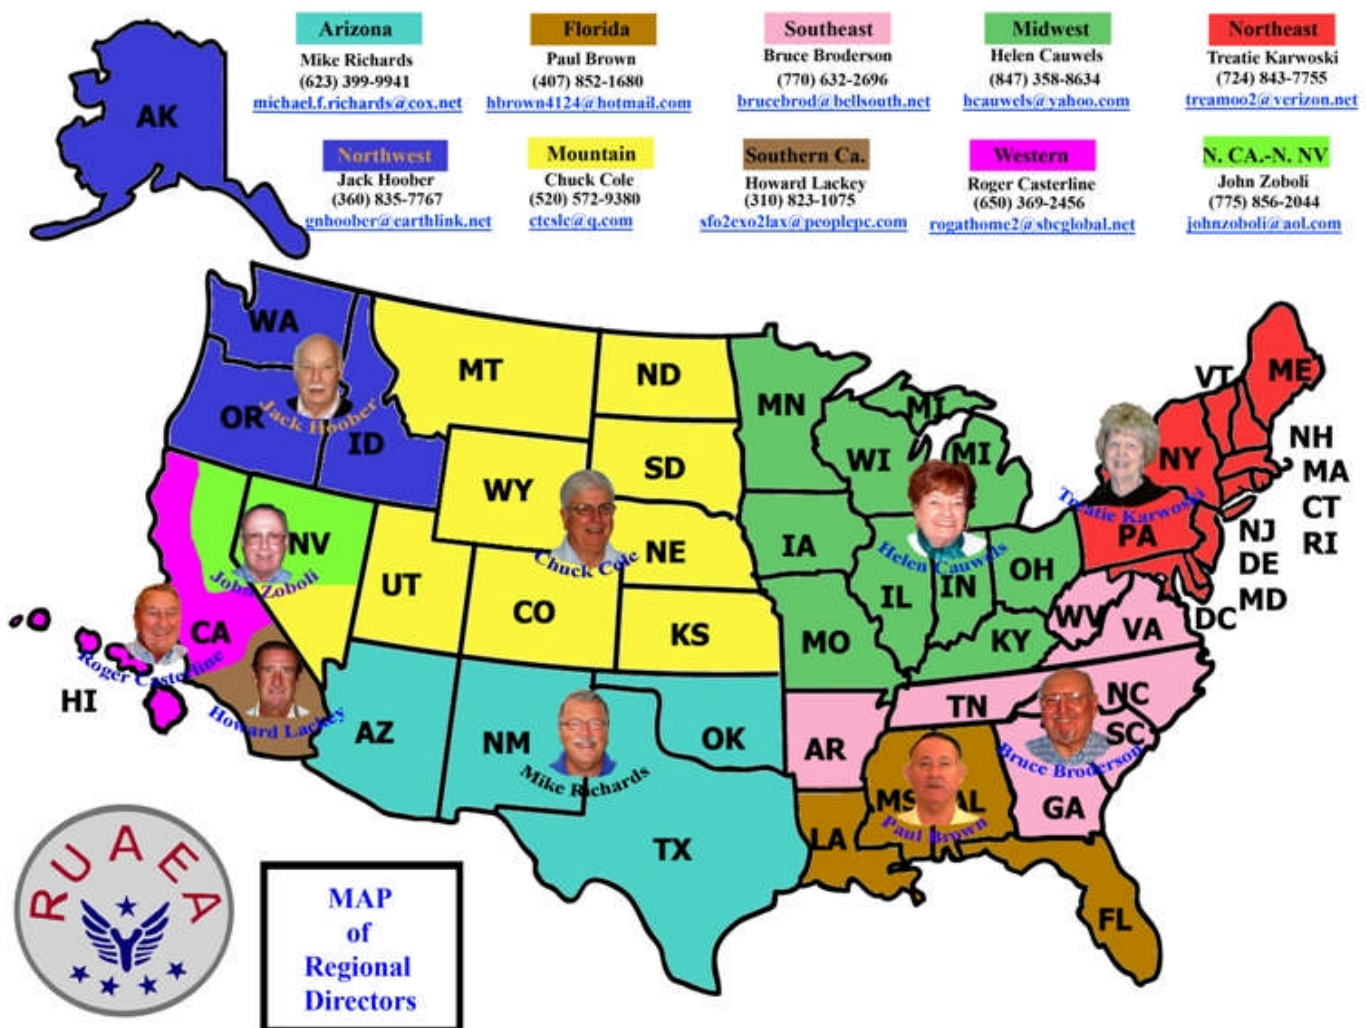 Arizona
Mike Richards
(623) 399-9941
michael.f.richards@cox.net
Florida
Paul Brown
(407) 852-1680
hbrown4124@hotmail.com
Southeast
Bruce Broderson
(770) 632-2696
brucebrod@bellsouth.net
Midwest
Helen Cauwels
(847) 358-8634
hcauwels@yahoo.com
Northeast
Treatie Karwoski
(724) 843-7755
treamoo2@verizon.net
Northwest
Jack Hoober
(360) 835-7767
gnhoober@earthlink.net
Mountain
Chuck Cole
(520) 572-9380
ctcslc@q.com
Southern Ca.
Howard Lackey
(310) 823-1075
sfo2exo2lax@peoplepc.com
Western
Roger Casterline
(650) 369-2456
rogathome2@sbcglobal.net
N. CA.-N. NV
John Zoboli
(775) 856-2044
johnzoboli@aol.com
AK
WA
OR
ID
Jack Hoober
MT
ND
SD
WY
NE
Chuck Cole
UT
CO
KS
NV
John Zoboli
CA
Roger Casterline
HI
Howard Lackey
AZ
NM
OK
TX
Mike Richards
MN
WI
MI
MI
IA
IL
IN
OH
MO
KY
Helen Cauwels
VT
ME
NH
MA
CT
RI
NY
PA
NJ
DE
MD
DC
Treatie Karwoski
WV
VA
TN
NC
SC
AR
GA
Bruce Broderson
MS
AL
LA
FL
Paul Brown
RUAEA
MAP
of
Regional
Directors